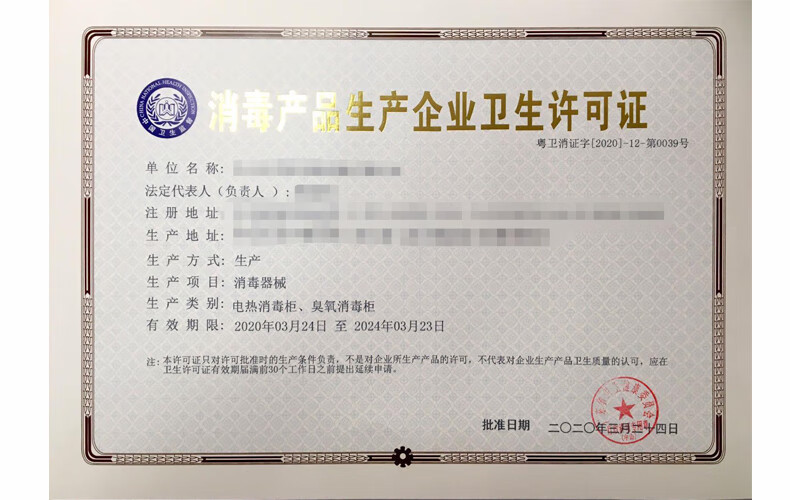 消毒产品生产企业卫生许可证
粤卫消证字[2020]-12-第0039号
单 位 名 称:
法定代表人（负责人 ）:
注 册 地 址:
生 产 地 址:
生 产 方 式: 生产
生 产 项 目: 消毒器械
生 产 类 别: 电热消毒柜、臭氧消毒柜
有 效 期 限: 2020年03月24日 至 2024年03月23日
注: 本许可证只对许可批准时的生产条件负责，不是对企业所生产产品的许可，不代表对企业生产产品卫生质量的认可，应在
卫生许可证有效期届满前30个工作日之前提出延续申请。
批准日期 二〇二〇年三月二十四日